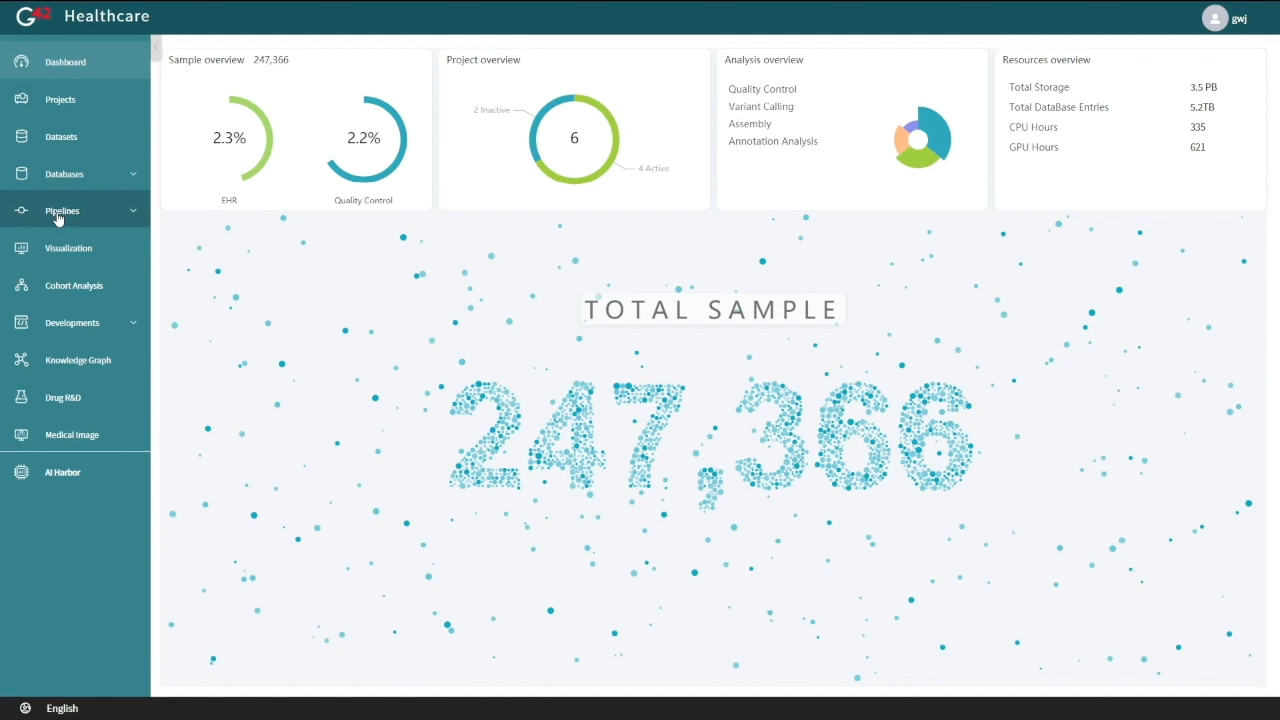 G42 Healthcare
gwj
Dashboard
Projects
Datasets
Databases
Pipelines
Visualization
Cohort Analysis
Developments
Knowledge Graph
Drug R&D
Medical Image
AI Harbor
English
Sample overview 247,366
2.3%
2.2%
EHR
Quality Control
Project overview
2 Inactive
6
4 Active
Analysis overview
Quality Control
Variant Calling
Assembly
Annotation Analysis
Resources overview
Total Storage 3.5 PB
Total DataBase Entries 5.2TB
CPU Hours 335
GPU Hours 621
TOTAL SAMPLE
247,366